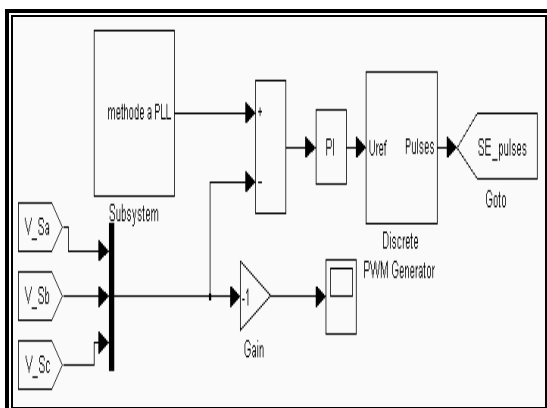 methode a PLL
Subsystem
+
-
PI
Uref
Pulses
Discrete
PWM Generator
SE_pulses
Goto
V_Sa
V_Sb
V_Sc
-1
Gain